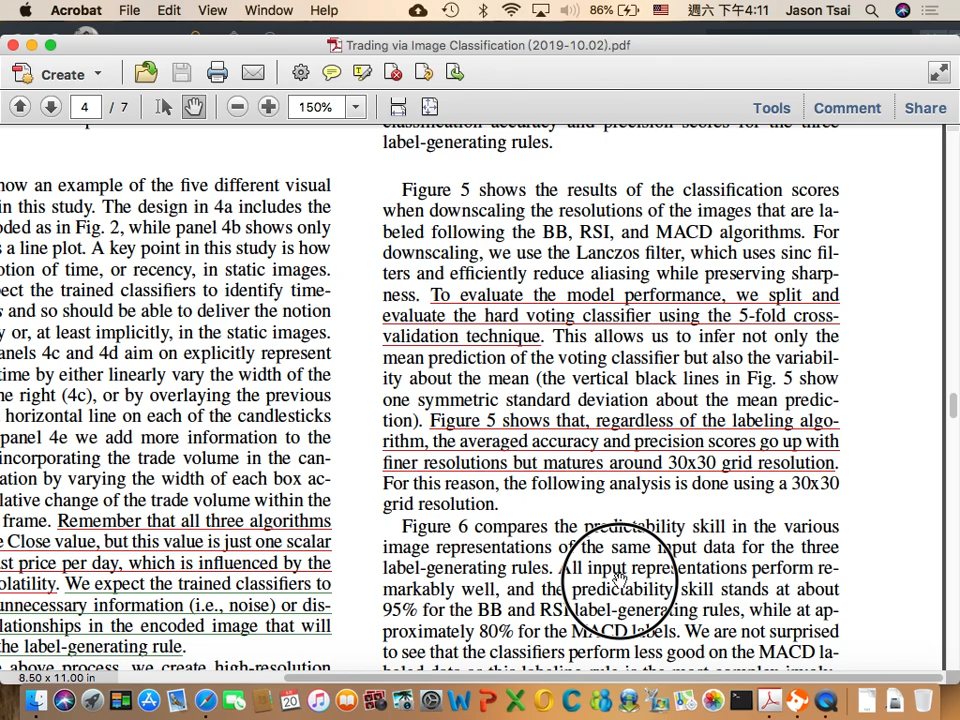 Acrobat File Edit View Window Help 86% 週六 下午4:11 Jason Tsai
Trading via Image Classification (2019-10.02).pdf
Create
4 / 7 150% Tools Comment Share
now an example of the five different visual
in this study. The design in 4a includes the
oded as in Fig. 2, while panel 4b shows only
s a line plot. A key point in this study is how
otion of time, or recency, in static images.
pect the trained classifiers to identify time-
s and so should be able to deliver the notion
y or, at least implicitly, in the static images.
anels 4c and 4d aim on explicitly represent
time by either linearly vary the width of the
he right (4c), or by overlaying the previous
a horizontal line on each of the candlesticks
panel 4e we add more information to the
incorporating the trade volume in the can-
ation by varying the width of each box ac-
elative change of the trade volume within the
frame. Remember that all three algorithms
e Close value, but this value is just one scalar
ast price per day, which is influenced by the
olatility. We expect the trained classifiers to
unnecessary information (i.e., noise) or dis-
elationships in the encoded image that will
the label-generating rule.
e above process, we create high-resolution
classification accuracy and precision scores for the three
label-generating rules.
Figure 5 shows the results of the classification scores
when downscaling the resolutions of the images that are la-
beled following the BB, RSI, and MACD algorithms. For
downscaling, we use the Lanczos filter, which uses sinc fil-
ters and efficiently reduce aliasing while preserving sharp-
ness. To evaluate the model performance, we split and
evaluate the hard voting classifier using the 5-fold cross-
validation technique. This allows us to infer not only the
mean prediction of the voting classifier but also the variabil-
ity about the mean (the vertical black lines in Fig. 5 show
one symmetric standard deviation about the mean predic-
tion). Figure 5 shows that, regardless of the labeling algo-
rithm, the averaged accuracy and precision scores go up with
finer resolutions but matures around 30x30 grid resolution.
For this reason, the following analysis is done using a 30x30
grid resolution.
Figure 6 compares the predictability skill in the various
image representations of the same input data for the three
label-generating rules. All input representations perform re-
markably well, and the predictability skill stands at about
95% for the BB and RSI label-generating rules, while at ap-
proximately 80% for the MACD labels. We are not surprised
to see that the classifiers perform less good on the MACD la-
8.50 x 11.00 in